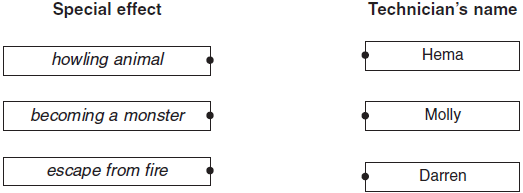 Special effect
Technician's name
howling animal
Hema
becoming a monster
Molly
escape from fire
Darren